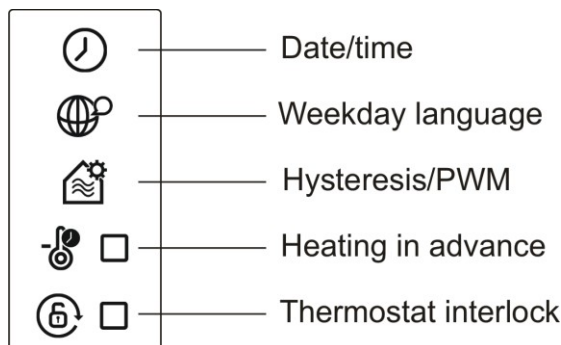 Date/time
Weekday language
Hysteresis/PWM
Heating in advance
Thermostat interlock